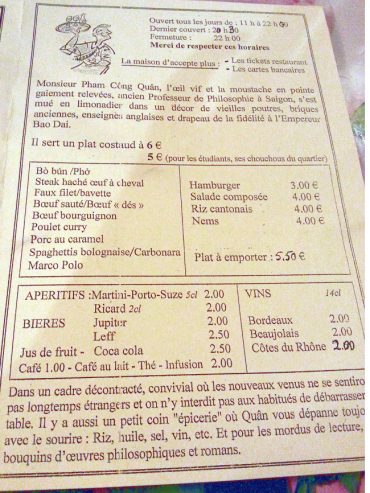 Ouvert tous les jours de : 11 h à 22 h
Dernier couvert : 20 h 30
Fermeture : 22 h 00
Merci de respecter ces horaires
La maison d'accepte plus : - Les tickets restaurant
- Les cartes bancaires
Monsieur Pham Công Quân, l'œil vif et la moustache en pointe
gaiement relevées, ancien Professeur de Philosophie à Saigon, s'est
mué en limonadier dans un décor de vieilles poutres, briques
anciennes, enseignes anglaises et drapeau de la fidélité à l'Empereur
Bao Dai.
Il sert un plat costaud à 6 €
5 € (pour les étudiants, ses chouchous du quartier)
Bò bún /Phở
Steak haché œuf à cheval
Faux filet/bavette
Bœuf sauté/Bœuf « dés »
Bœuf bourguignon
Poulet curry
Porc au caramel
Spaghettis bolognaise/Carbonara
Marco Polo
Hamburger 3.00 €
Salade composée 4.00 €
Riz cantonais 4.00 €
Nems 4.00 €
Plat à emporter : 5.50 €
APERITIFS :Martini-Porto-Suze 5cl 2.00
Ricard 2cl 2.00
BIERES Jupiter 2.00
Leff 2.50
Jus de fruit - Coca cola 2.50
Café 1.00 - Café au lait - Thé - Infusion 2.00
VINS 14cl
Bordeaux 2.00
Beaujolais 2.00
Côtes du Rhône 2.00
Dans un cadre décontracté, convivial où les nouveaux venus ne se sentiro
pas longtemps étrangers et on n'y interdit pas aux habitués de débarrasser
table. Il y a aussi un petit coin "épicerie" où Quân vous dépanne toujo
avec le sourire : Riz, huile, sel, vin, etc. Et pour les mordus de lecture,
bouquins d'œuvres philosophiques et romans.